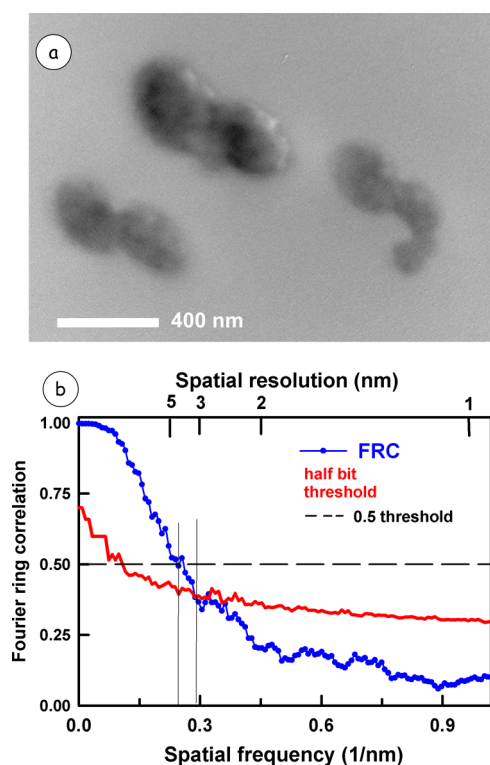 a
400 nm
b
Spatial resolution (nm)
5 3 2 1
1.00
FRC
half bit
threshold
0.75
0.5 threshold
0.50
0.25
0.00
Fourier ring correlation
0.0 0.3 0.6 0.9
Spatial frequency (1/nm)